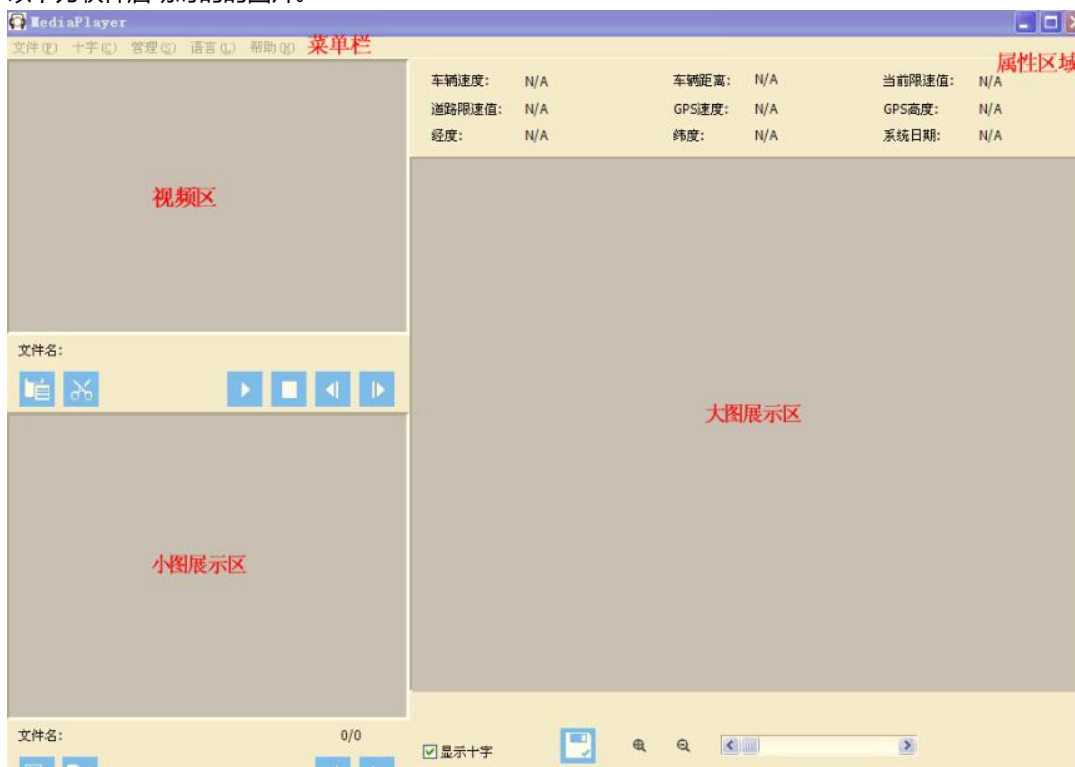 MediaPlayer
文件(F) 十字(C) 管理(S) 语言(L) 帮助(H) 菜单栏
属性区域
车辆速度: N/A 车辆距离: N/A 当前限速值: N/A
道路限速值: N/A GPS速度: N/A GPS高度: N/A
经度: N/A 纬度: N/A 系统日期: N/A
视频区
文件名:
大图展示区
小图展示区
文件名: 0/0
显示十字